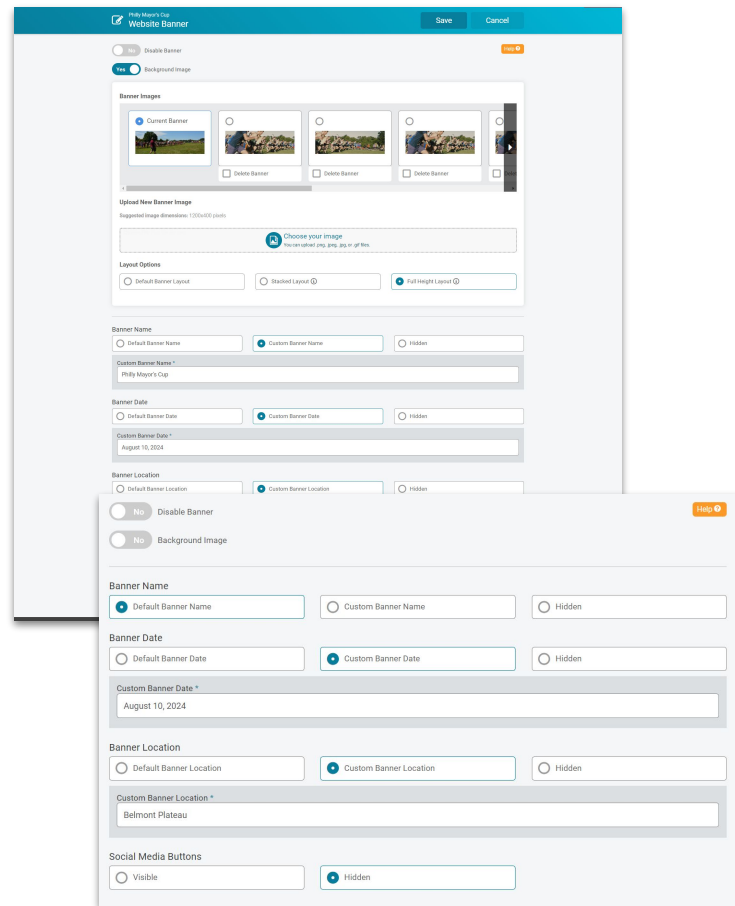 Philly Mayor's Cup
Website Banner
Save Cancel
No Disable Banner
Help
Yes Background Image
Banner Images
Current Banner
Delete Banner Delete Banner Delete Banner
Upload New Banner Image
Suggested image dimensions: 1200x400 pixels
Choose your image
You can upload .png, .jpeg, .jpg, or .gif files.
Layout Options
Default Banner Layout Stacked Layout Full Height Layout
Banner Name
Default Banner Name Custom Banner Name Hidden
Custom Banner Name *
Philly Mayor's Cup
Banner Date
Default Banner Date Custom Banner Date Hidden
Custom Banner Date *
August 10, 2024
Banner Location
Default Banner Location Custom Banner Location Hidden
No Disable Banner
Help
No Background Image
Banner Name
Default Banner Name Custom Banner Name Hidden
Banner Date
Default Banner Date Custom Banner Date Hidden
Custom Banner Date *
August 10, 2024
Banner Location
Default Banner Location Custom Banner Location Hidden
Custom Banner Location *
Belmont Plateau
Social Media Buttons
Visible Hidden